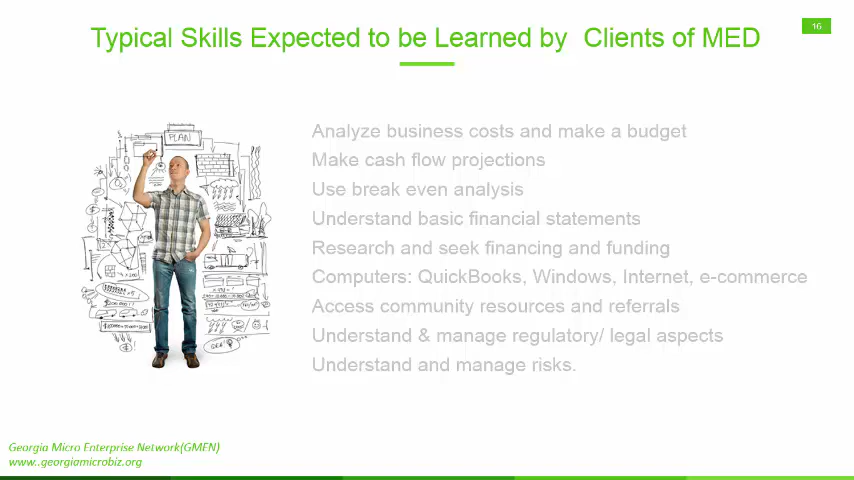 Typical Skills Expected to be Learned by  Clients of MED
16
PLAN
Analyze business costs and make a budget
Make cash flow projections
Use break even analysis
Understand basic financial statements
Research and seek financing and funding
Computers: QuickBooks, Windows, Internet, e-commerce
Access community resources and referrals
Understand & manage regulatory/ legal aspects
Understand and manage risks.
Georgia Micro Enterprise Network(GMEN)
www..georgiamicrobiz.org